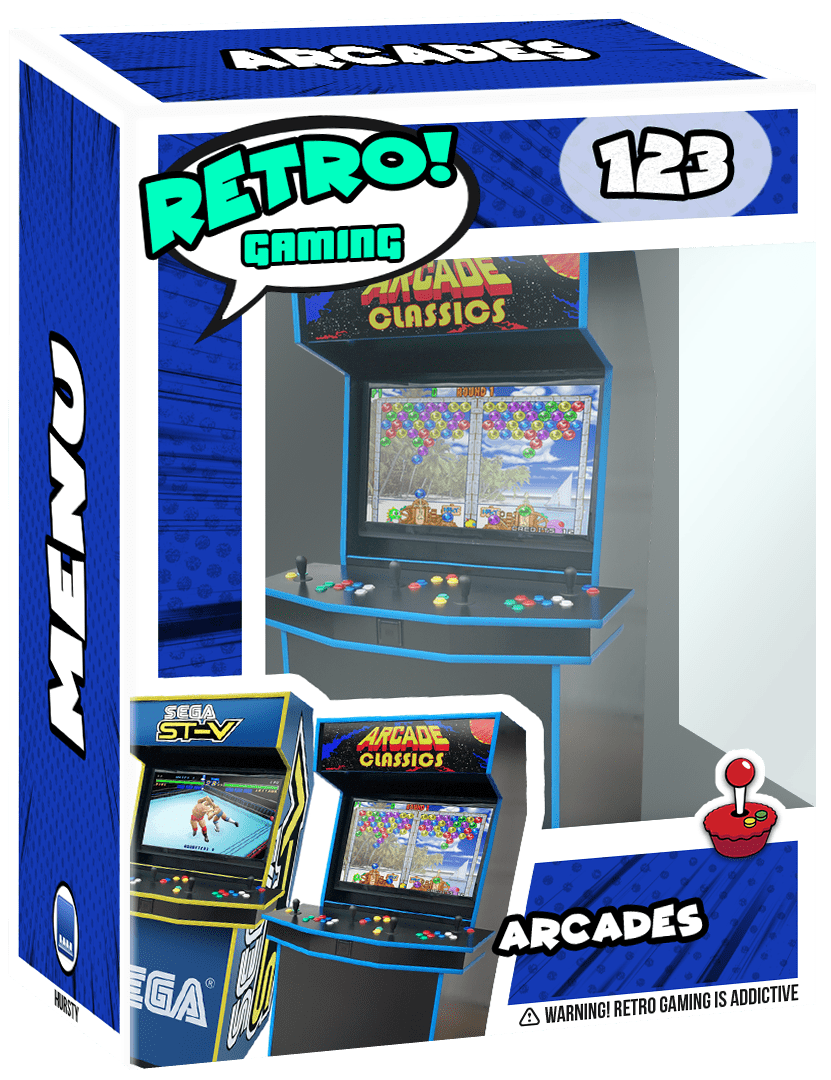 ARCADES
RETRO!
GAMING
123
ARCADE
CLASSICS
ROUND 1
MENU
SEGA
ST-V
ARCADE
CLASSICS
SEGA®
ARCADES
WARNING! RETRO GAMING IS ADDICTIVE
HURSTY